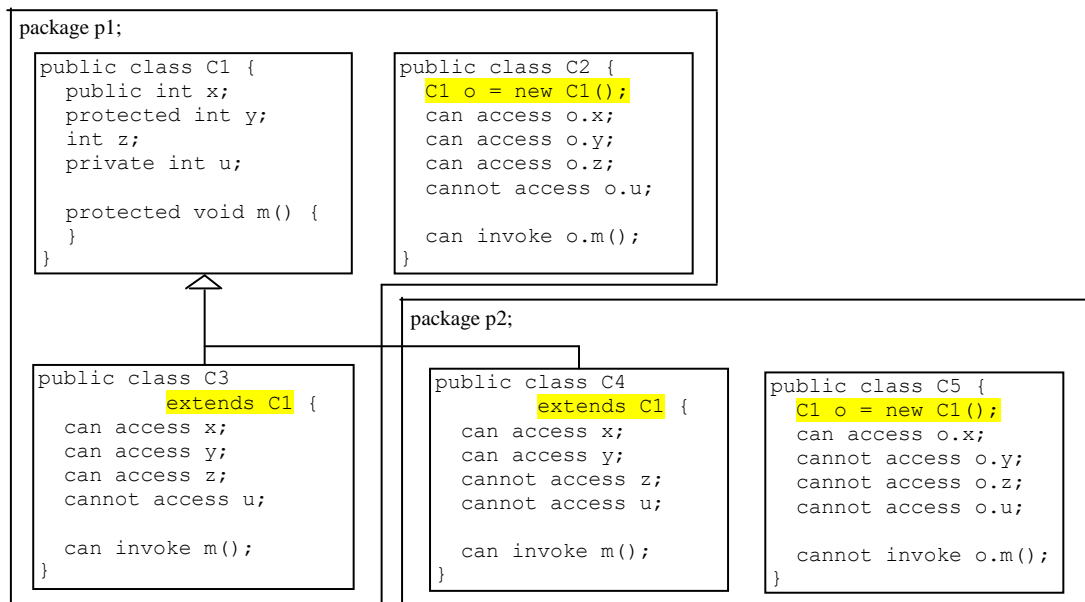 package p1;
public class C1 {
public int x;
protected int y;
int z;
private int u;
protected void m() {
}
}
public class C2 {
C1 o = new C1();
can access o.x;
can access o.y;
can access o.z;
cannot access o.u;
can invoke o.m();
}
public class C3
extends C1 {
can access x;
can access y;
can access z;
cannot access u;
can invoke m();
}
package p2;
public class C4
extends C1 {
can access x;
can access y;
cannot access z;
cannot access u;
can invoke m();
}
public class C5 {
C1 o = new C1();
can access o.x;
cannot access o.y;
cannot access o.z;
cannot access o.u;
cannot invoke o.m();
}